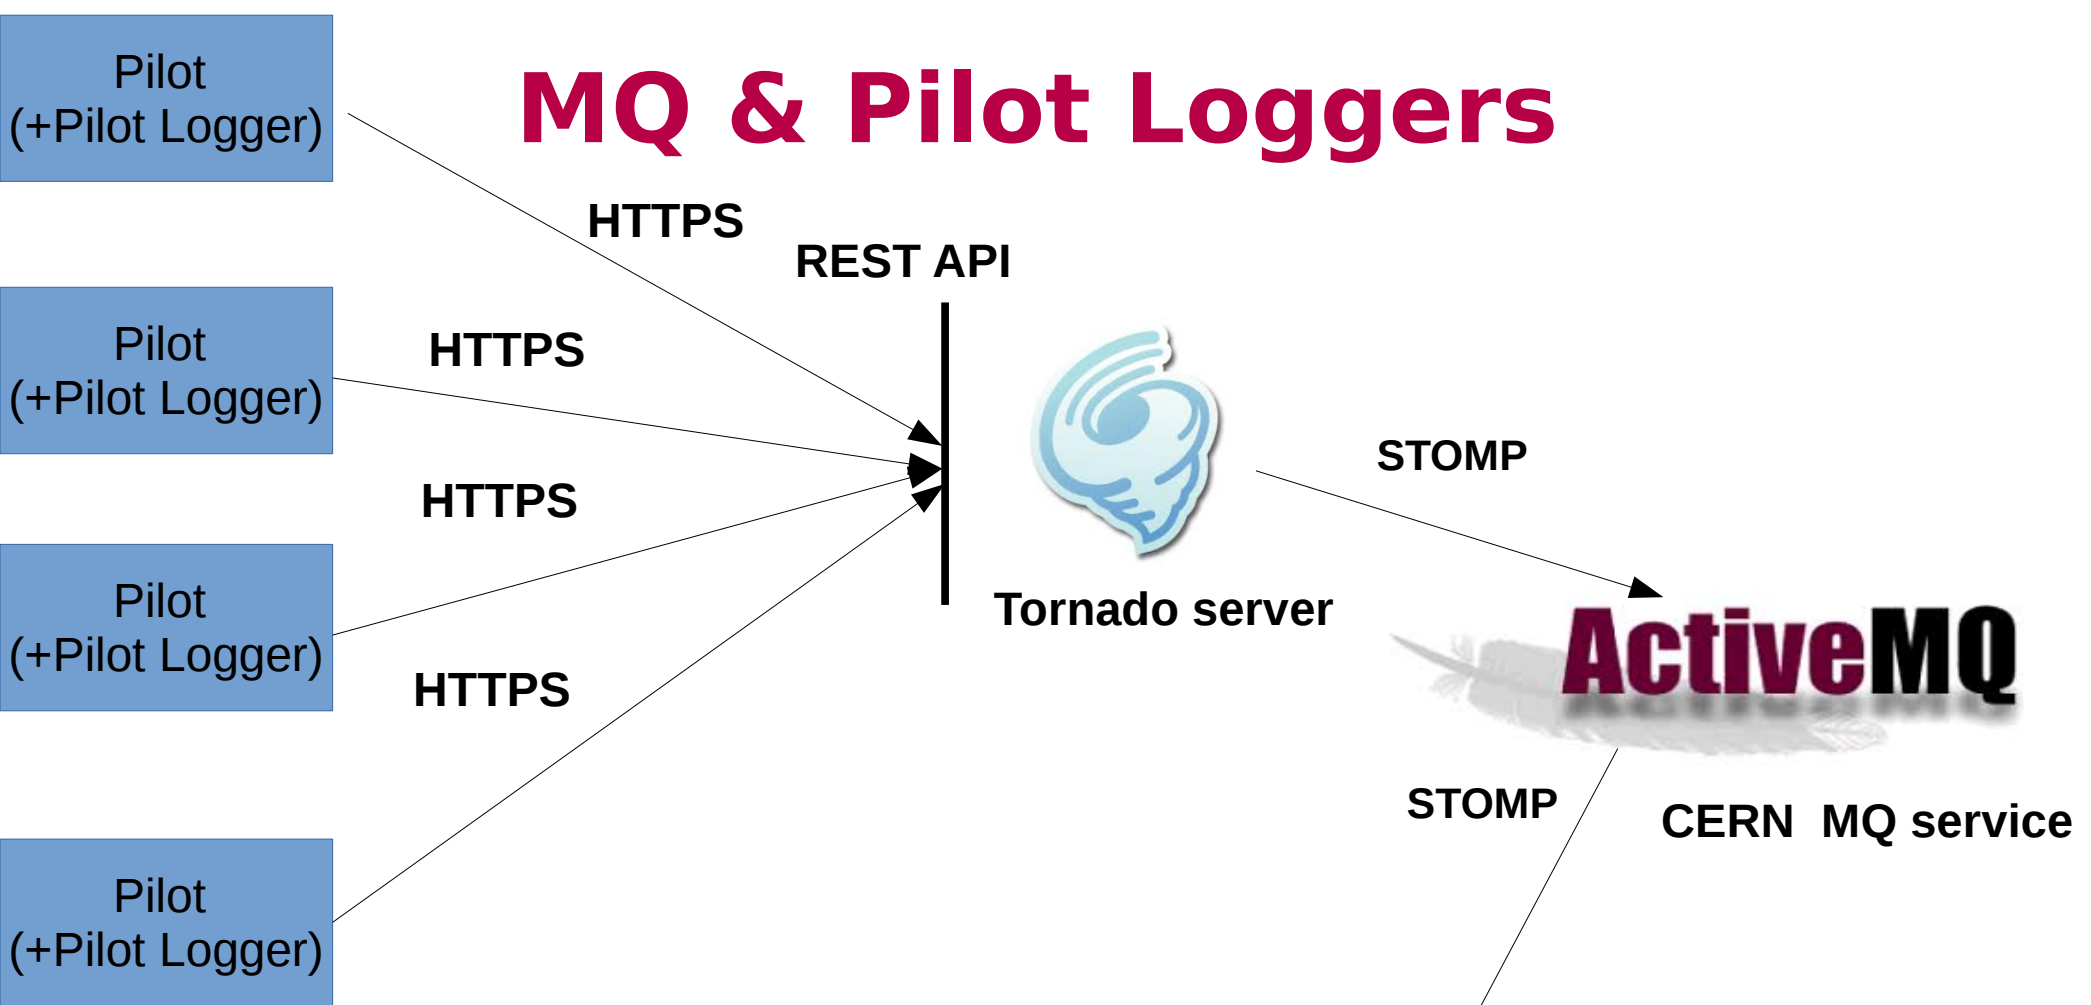 Pilot
(+Pilot Logger)
MQ & Pilot Loggers
HTTPS
REST API
Pilot
(+Pilot Logger)
HTTPS
STOMP
HTTPS
Pilot
(+Pilot Logger)
Tornado server
ActiveMQ
HTTPS
STOMP
CERN  MQ service
Pilot
(+Pilot Logger)